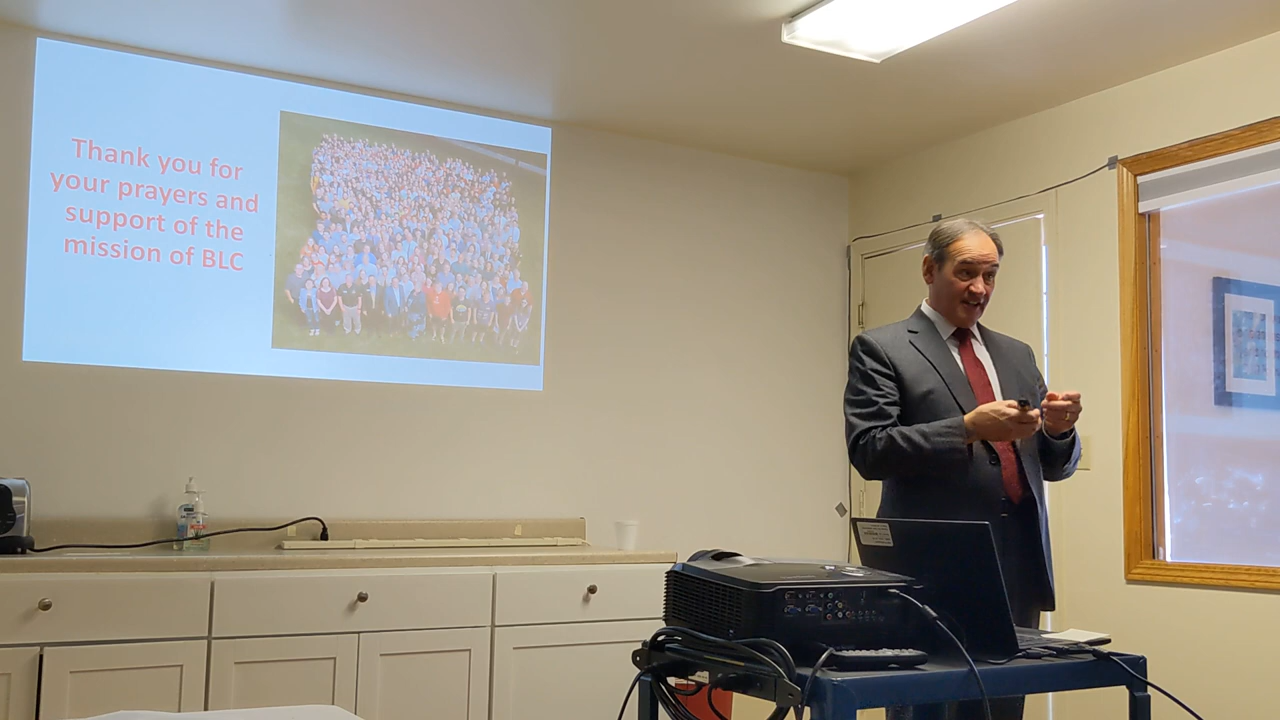 Thank you for
your prayers and
support of the
mission of BLC